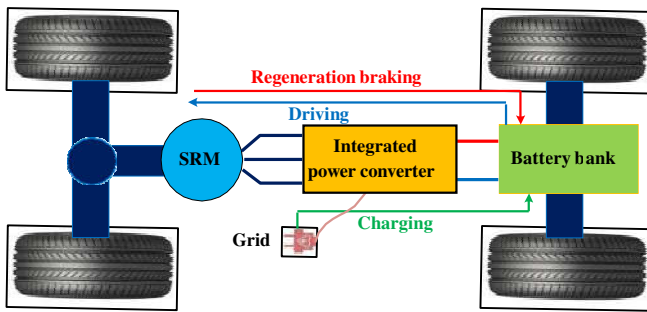 Regeneration braking
Driving
SRM
Integrated
power converter
Battery bank
Grid
Charging